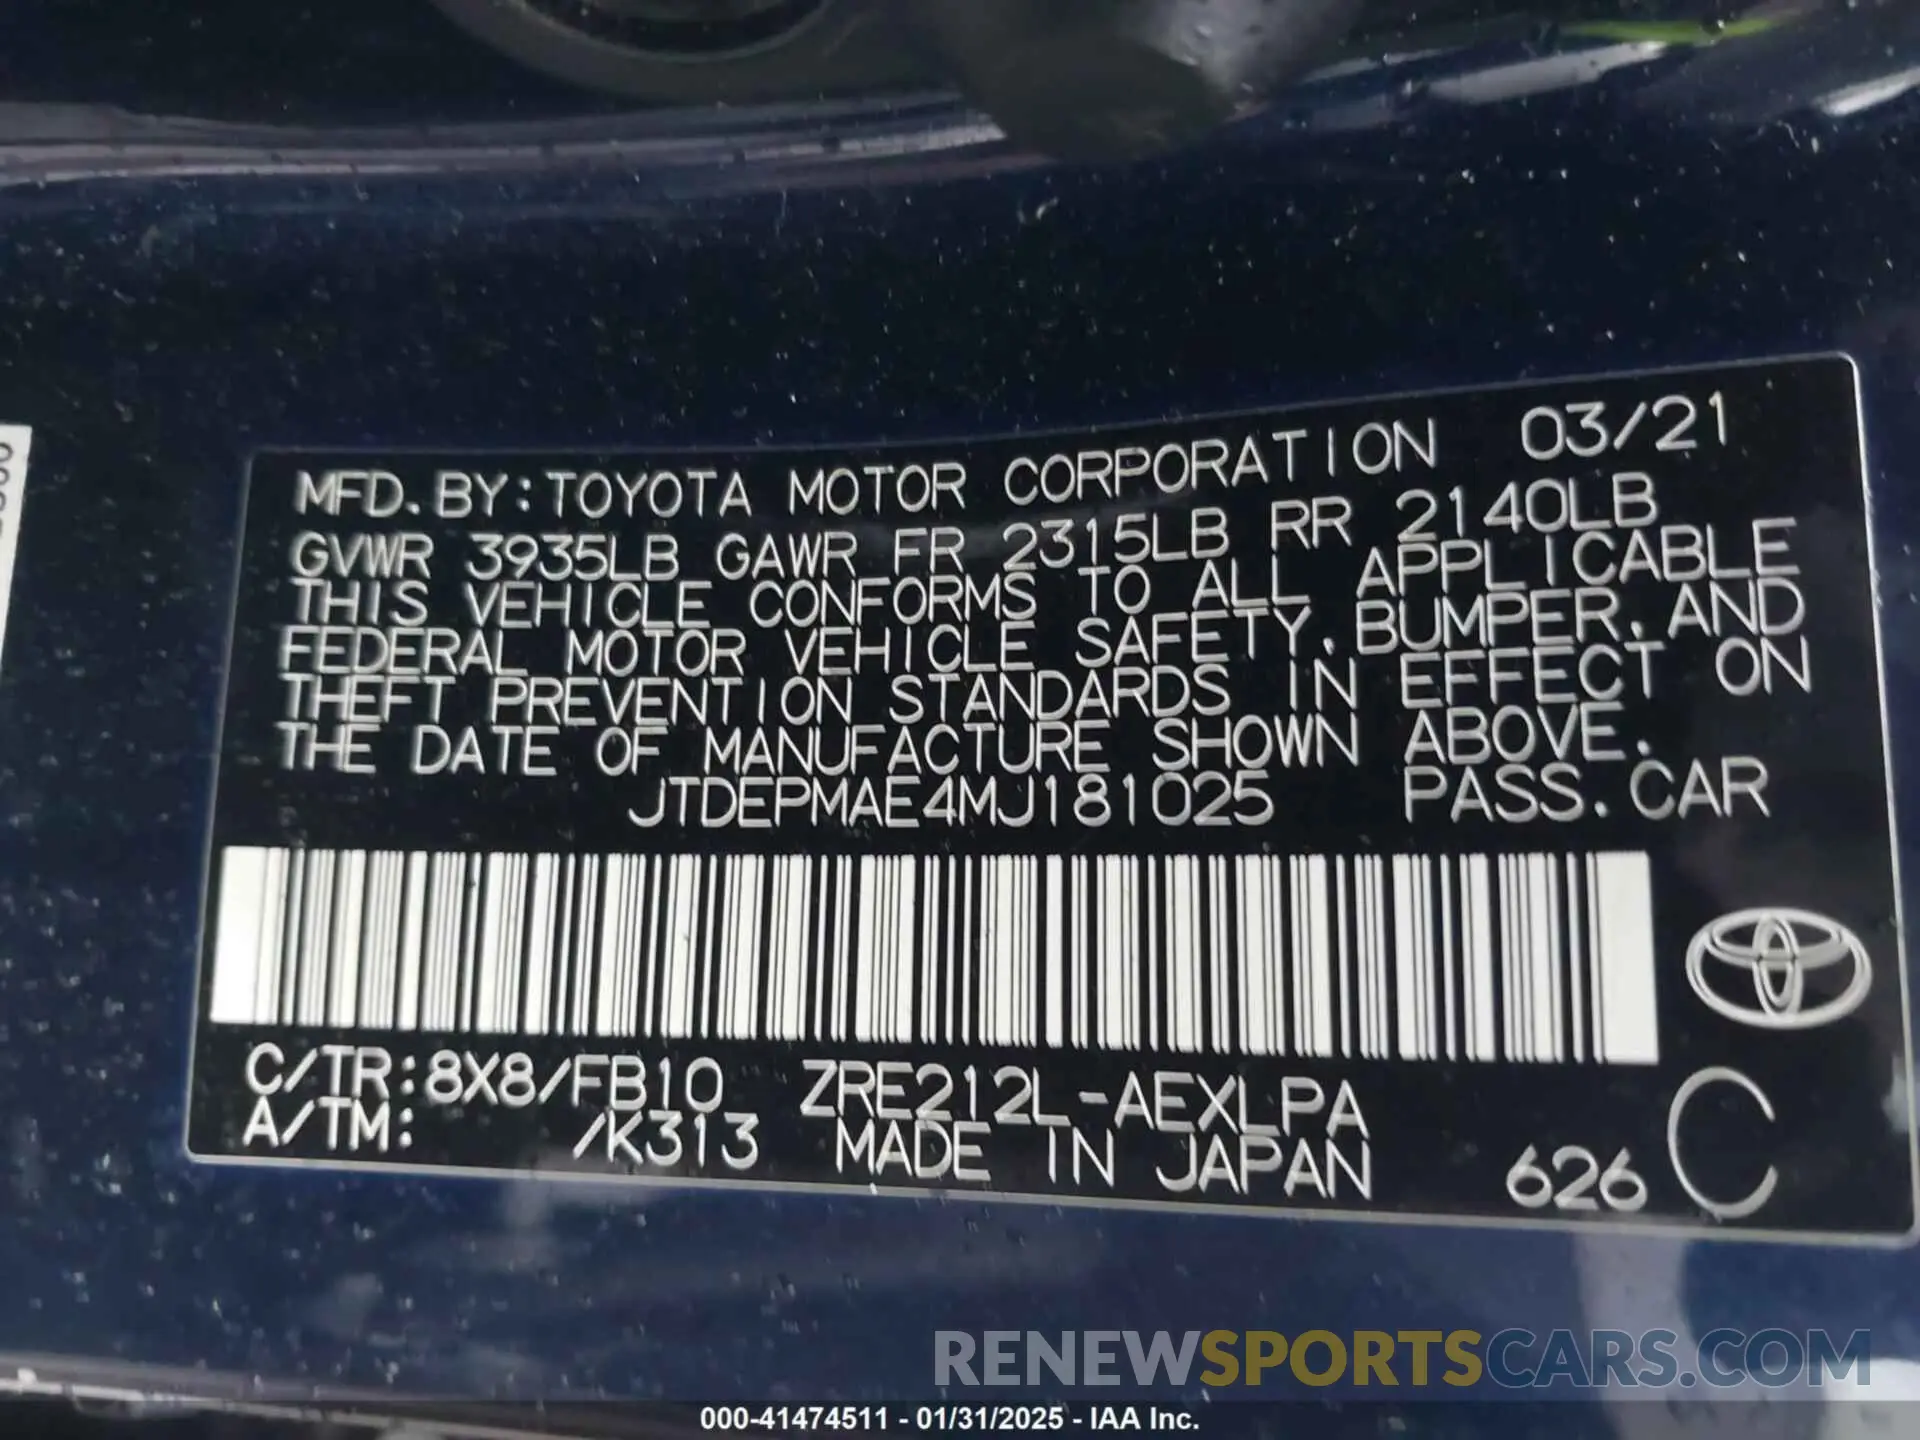 MFD.BY:TOYOTA MOTOR CORPORATION 03/21
GVWR 3935LB GAWR FR 2315LB RR 2140LB
THIS VEHICLE CONFORMS TO ALL APPLICABLE
FEDERAL MOTOR VEHICLE SAFETY,BUMPER,AND
THEFT PREVENTION STANDARDS IN EFFECT ON
THE DATE OF MANUFACTURE SHOWN ABOVE.
JTDEPMAE4MJ181025 PASS.CAR
C/TR:8X8/FB10 ZRE212L-AEXLPA
A/TM: /K313 MADE IN JAPAN 626 C
RENEWSPORTSCARS.COM
000-41474511 - 01/31/2025 - IAA Inc.